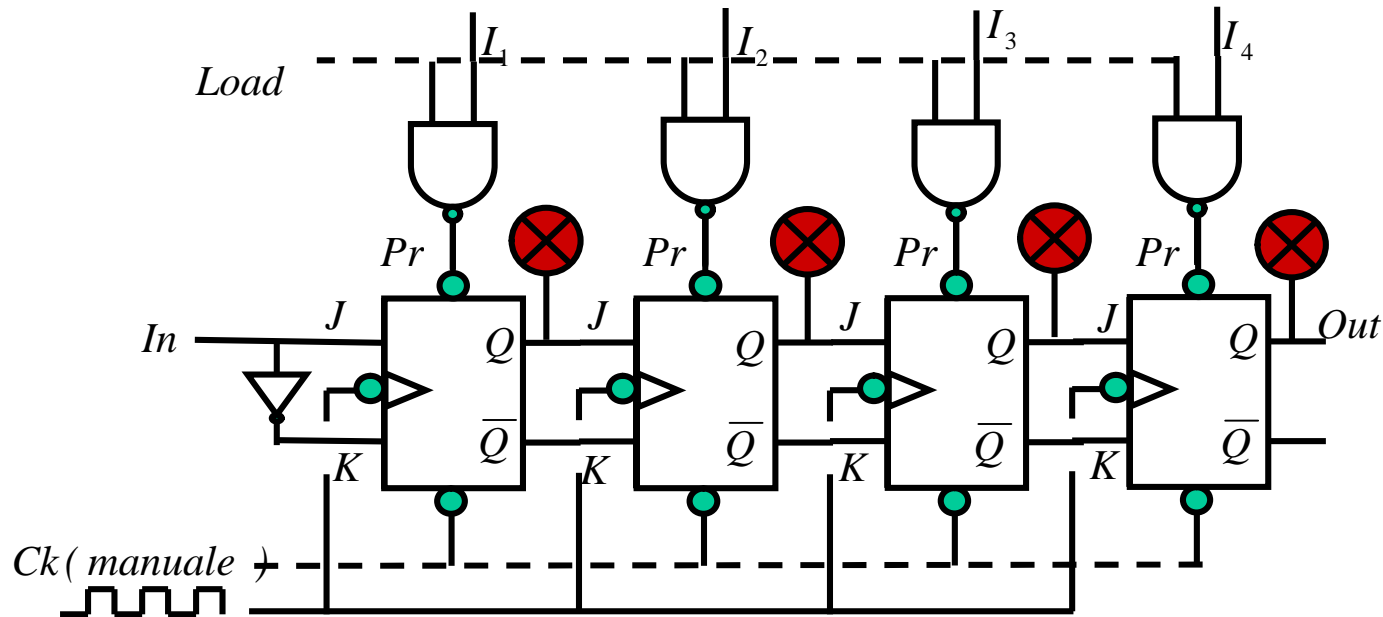 I1 I2 I3 I4
Load
Pr Pr Pr Pr
In J Q J Q J Q J Q Out
K Q̅ K Q̅ K Q̅ K Q̅
Ck ( manuale )